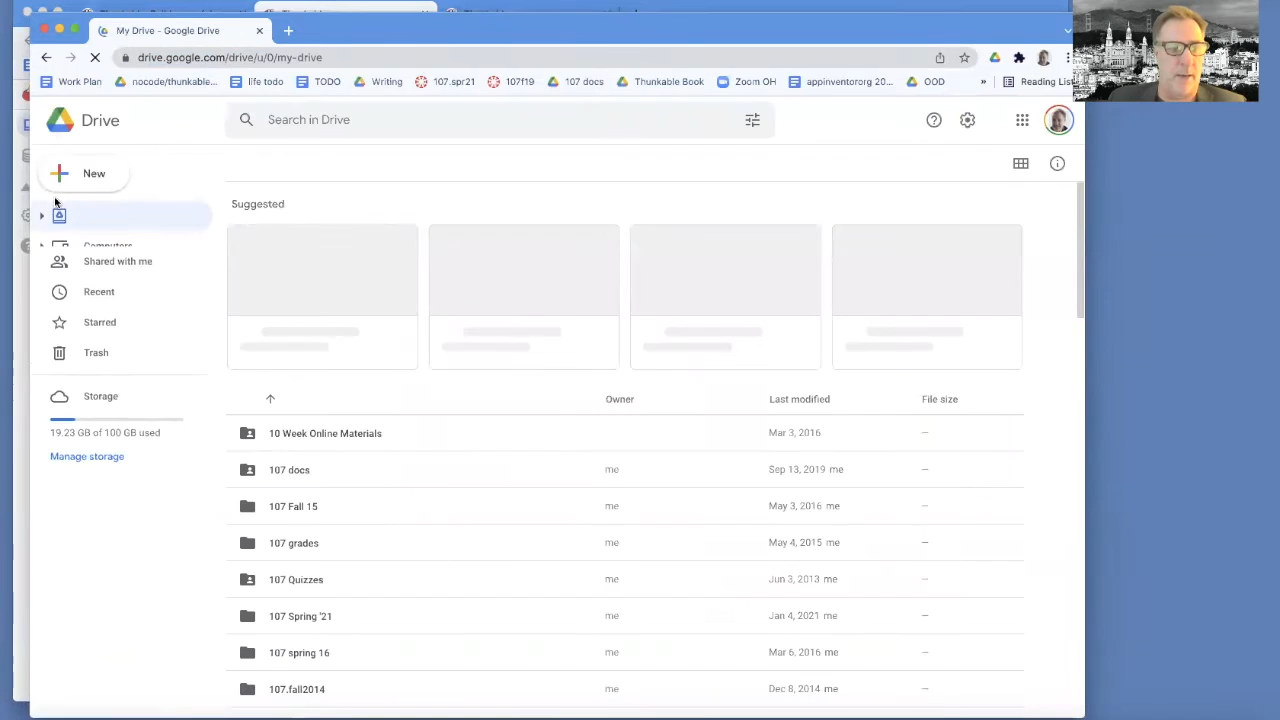 My Drive - Google Drive
drive.google.com/drive/u/0/my-drive
Work Plan nocode/thunkable... life todo TODO Writing 107.spr21 107f19 107 docs Thunkable Book Zoom OH appinventororg 20... OOD » Reading List
Drive
Search in Drive
New
Computers
Shared with me
Recent
Starred
Trash
Storage
19.23 GB of 100 GB used
Manage storage
Suggested
Owner Last modified File size
10 Week Online Materials Mar 3, 2016 —
107 docs me Sep 13, 2019 me —
107 Fall 15 me May 3, 2016 me —
107 grades me May 4, 2015 me —
107 Quizzes me Jun 3, 2013 me —
107 Spring '21 me Jan 4, 2021 me —
107 spring 16 me Mar 6, 2016 me —
107.fall2014 me Dec 8, 2014 me —